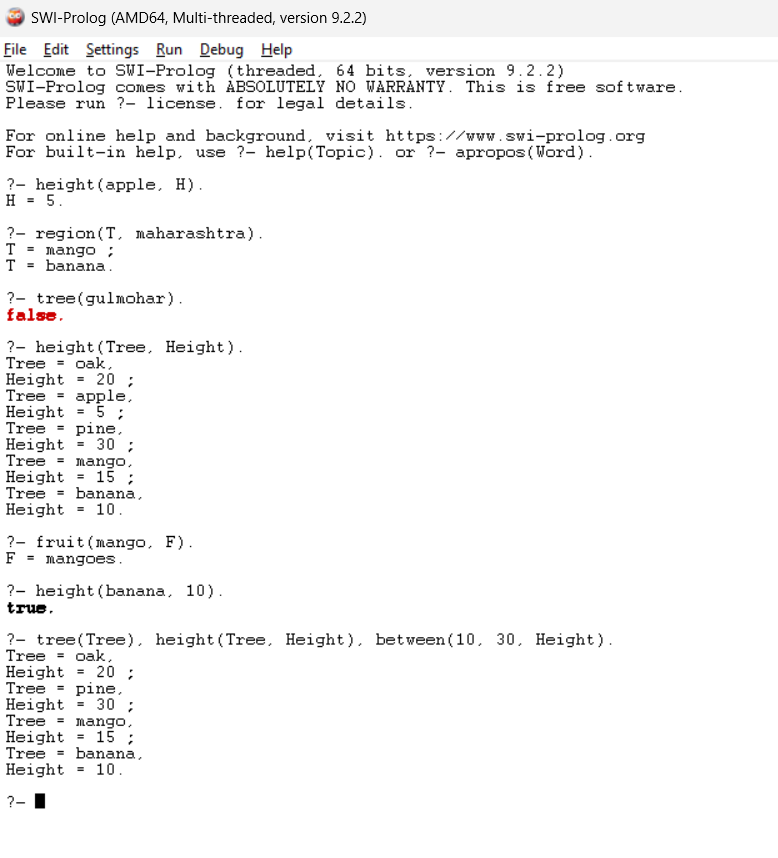 SWI-Prolog (AMD64, Multi-threaded, version 9.2.2)
File Edit Settings Run Debug Help
Welcome to SWI-Prolog (threaded, 64 bits, version 9.2.2)
SWI-Prolog comes with ABSOLUTELY NO WARRANTY. This is free software.
Please run ?- license. for legal details.
For online help and background, visit https://www.swi-prolog.org
For built-in help, use ?- help(Topic). or ?- apropos(Word).
?- height(apple, H).
H = 5.
?- region(T, maharashtra).
T = mango ;
T = banana.
?- tree(gulmohar).
false.
?- height(Tree, Height).
Tree = oak,
Height = 20 ;
Tree = apple,
Height = 5 ;
Tree = pine,
Height = 30 ;
Tree = mango,
Height = 15 ;
Tree = banana,
Height = 10.
?- fruit(mango, F).
F = mangoes.
?- height(banana, 10).
true.
?- tree(Tree), height(Tree, Height), between(10, 30, Height).
Tree = oak,
Height = 20 ;
Tree = pine,
Height = 30 ;
Tree = mango,
Height = 15 ;
Tree = banana,
Height = 10.
?-